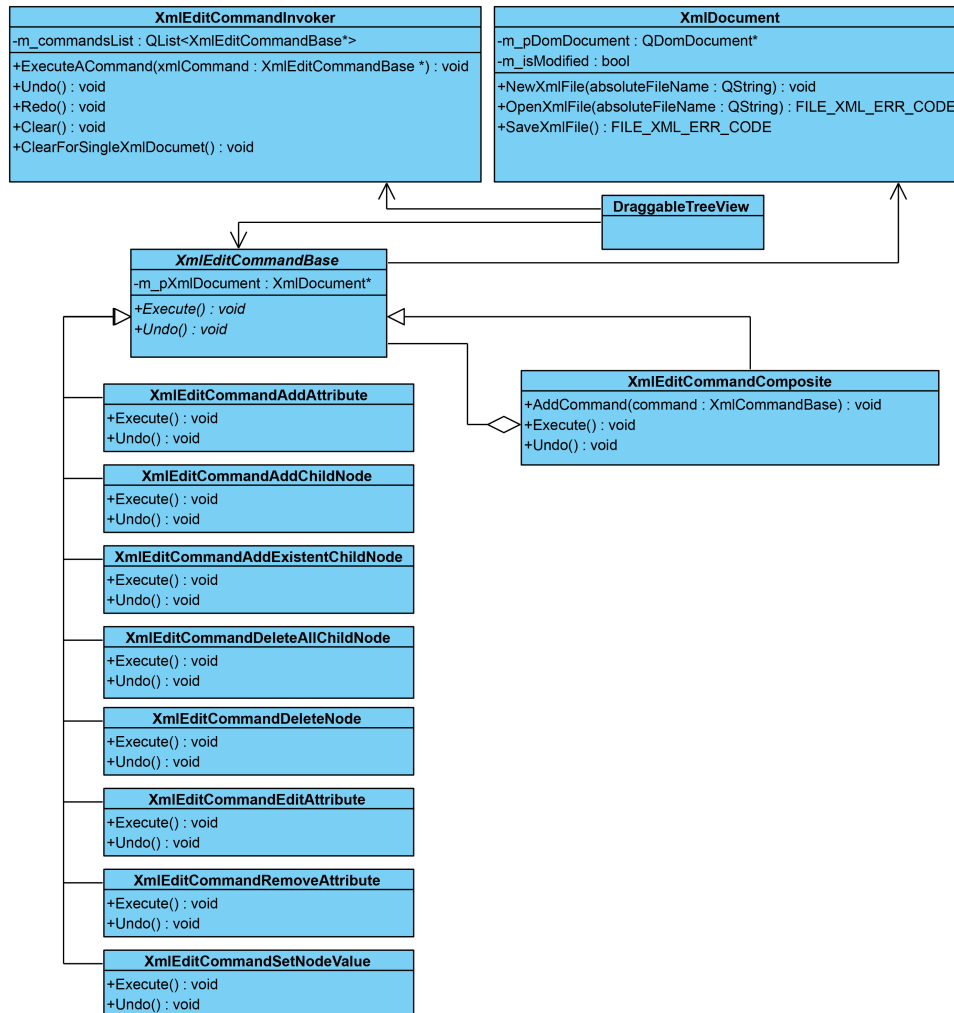 XmlEditCommandInvoker
-m_commandsList : QList<XmlEditCommandBase*>
+ExecuteACommand(xmlCommand : XmlEditCommandBase *) : void
+Undo() : void
+Redo() : void
+Clear() : void
+ClearForSingleXmlDocumet() : void
XmlDocument
-m_pDomDocument : QDomDocument*
-m_isModified : bool
+NewXmlFile(absoluteFileName : QString) : void
+OpenXmlFile(absoluteFileName : QString) : FILE_XML_ERR_CODE
+SaveXmlFile() : FILE_XML_ERR_CODE
DraggableTreeView
XmlEditCommandBase
-m_pXmlDocument : XmlDocument*
+Execute() : void
+Undo() : void
XmlEditCommandComposite
+AddCommand(command : XmlCommandBase) : void
+Execute() : void
+Undo() : void
XmlEditCommandAddAttribute
+Execute() : void
+Undo() : void
XmlEditCommandAddChildNode
+Execute() : void
+Undo() : void
XmlEditCommandAddExistentChildNode
+Execute() : void
+Undo() : void
XmlEditCommandDeleteAllChildNode
+Execute() : void
+Undo() : void
XmlEditCommandDeleteNode
+Execute() : void
+Undo() : void
XmlEditCommandEditAttribute
+Execute() : void
+Undo() : void
XmlEditCommandRemoveAttribute
+Execute() : void
+Undo() : void
XmlEditCommandSetNodeValue
+Execute() : void
+Undo() : void